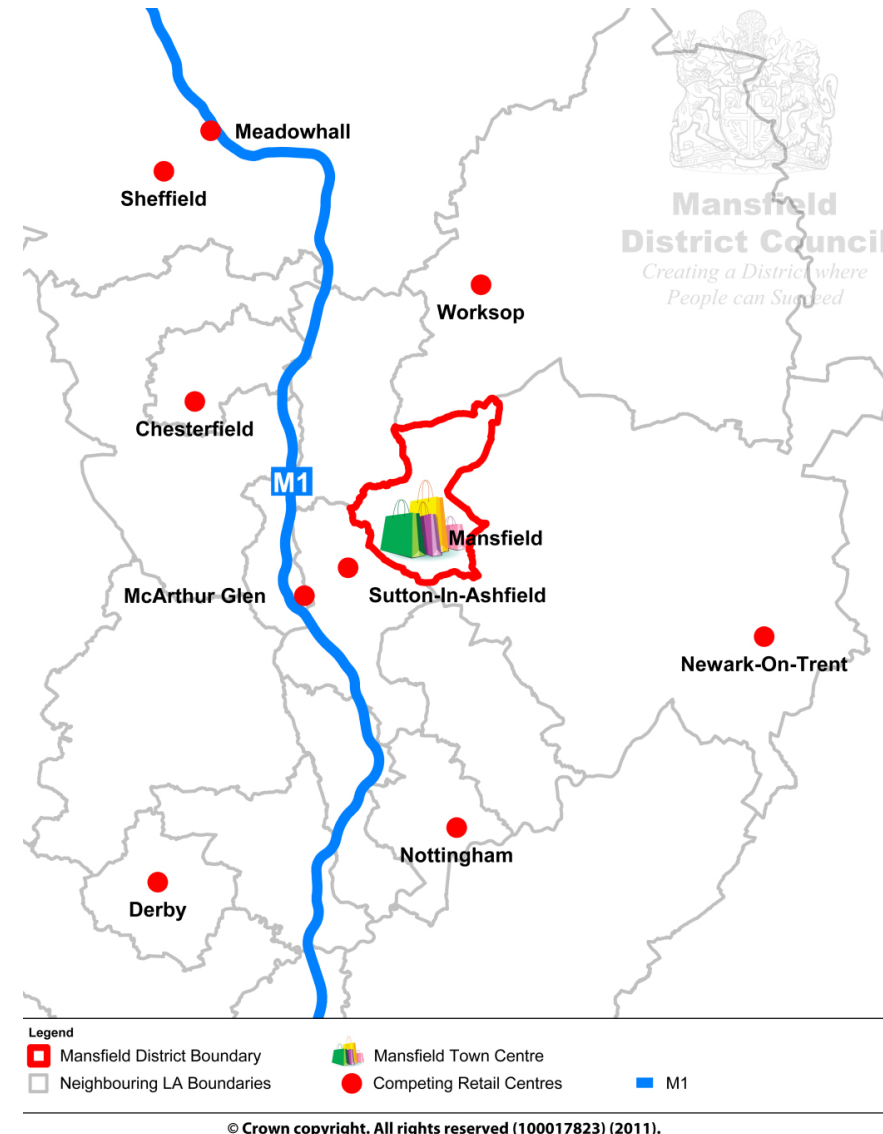 Meadowhall
Sheffield
Mansfield
District Council
Creating a District where
People can Succeed
Worksop
Chesterfield
M1
Mansfield
McArthur Glen
Sutton-In-Ashfield
Newark-On-Trent
Nottingham
Derby
Legend
Mansfield District Boundary
Mansfield Town Centre
Neighbouring LA Boundaries
Competing Retail Centres
M1
© Crown copyright. All rights reserved (100017823) (2011).